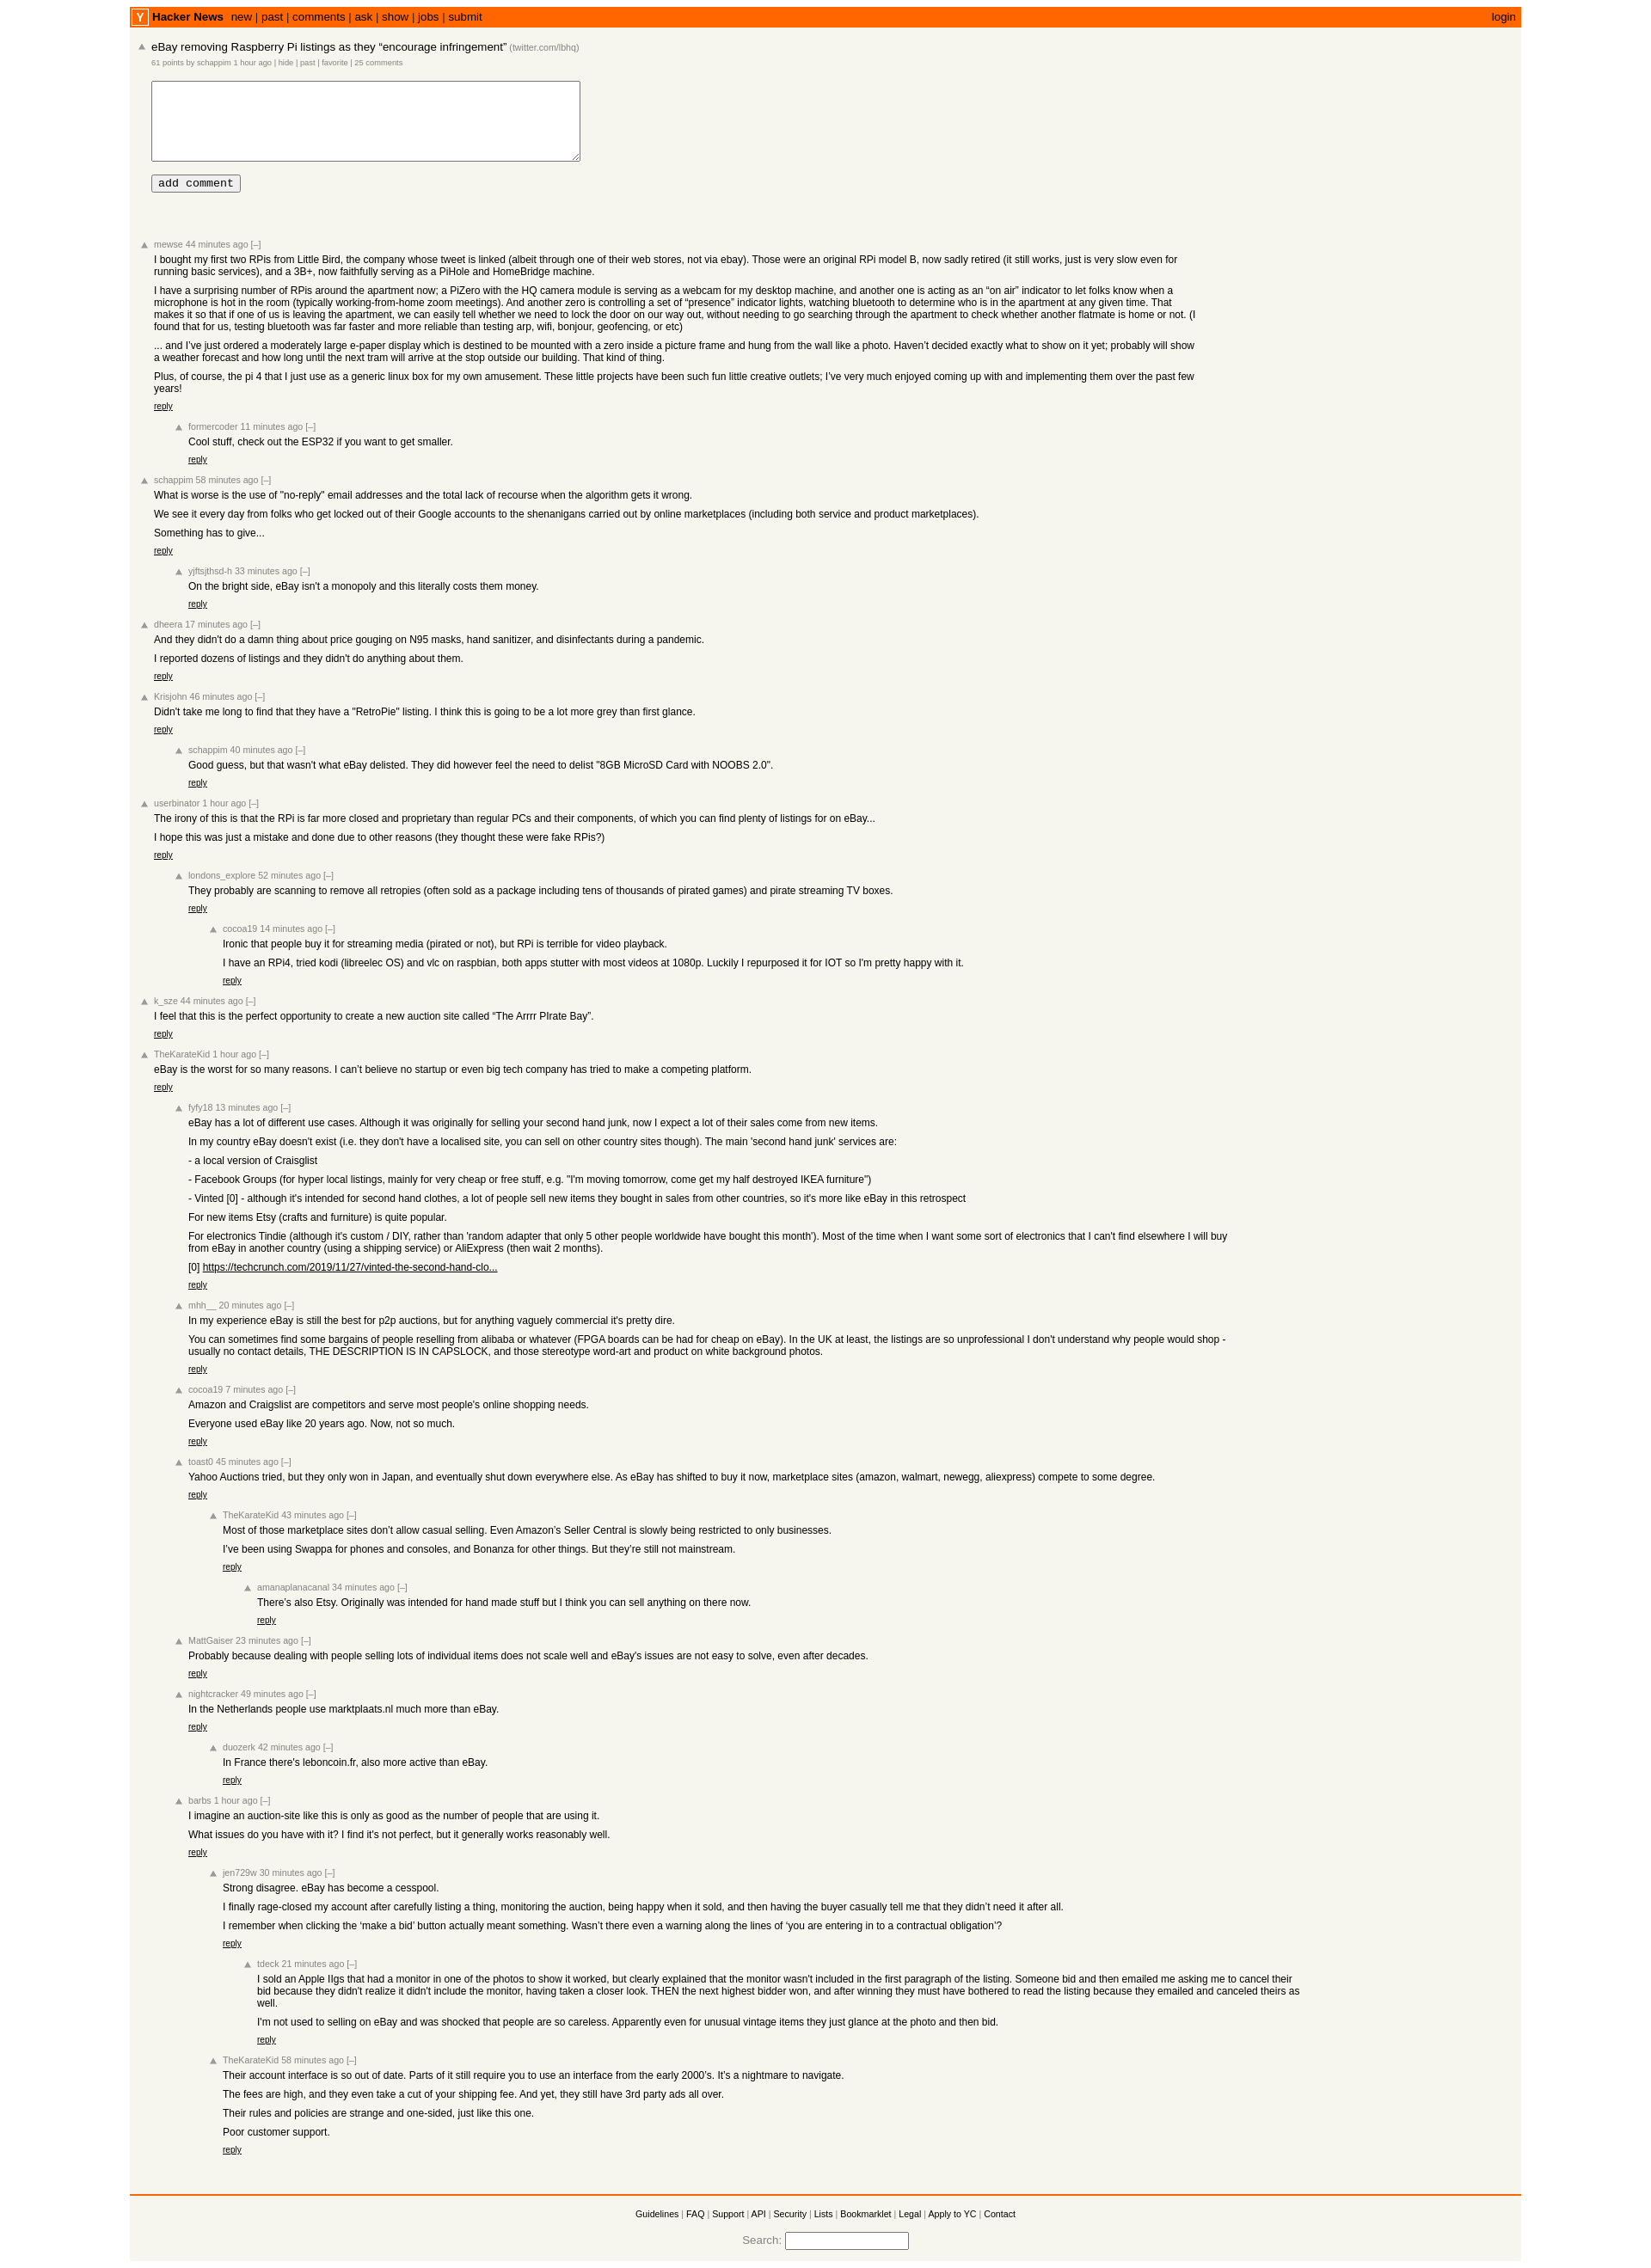 Y Hacker News new | past | comments | ask | show | jobs | submit login
eBay removing Raspberry Pi listings as they “encourage infringement” (twitter.com/lbhq)
61 points by schappim 1 hour ago | hide | past | favorite | 25 comments
add comment
mewse 44 minutes ago [–]
I bought my first two RPis from Little Bird, the company whose tweet is linked (albeit through one of their web stores, not via ebay). Those were an original RPi model B, now sadly retired (it still works, just is very slow even for
running basic services), and a 3B+, now faithfully serving as a PiHole and HomeBridge machine.
I have a surprising number of RPis around the apartment now; a PiZero with the HQ camera module is serving as a webcam for my desktop machine, and another one is acting as an “on air” indicator to let folks know when a
microphone is hot in the room (typically working-from-home zoom meetings). And another zero is controlling a set of “presence” indicator lights, watching bluetooth to determine who is in the apartment at any given time. That
makes it so that if one of us is leaving the apartment, we can easily tell whether we need to lock the door on our way out, without needing to go searching through the apartment to check whether another flatmate is home or not. (I
found that for us, testing bluetooth was far faster and more reliable than testing arp, wifi, bonjour, geofencing, or etc)
... and I’ve just ordered a moderately large e-paper display which is destined to be mounted with a zero inside a picture frame and hung from the wall like a photo. Haven’t decided exactly what to show on it yet; probably will show
a weather forecast and how long until the next tram will arrive at the stop outside our building. That kind of thing.
Plus, of course, the pi 4 that I just use as a generic linux box for my own amusement. These little projects have been such fun little creative outlets; I’ve very much enjoyed coming up with and implementing them over the past few
years!
reply
formercoder 11 minutes ago [–]
Cool stuff, check out the ESP32 if you want to get smaller.
reply
schappim 58 minutes ago [–]
What is worse is the use of "no-reply" email addresses and the total lack of recourse when the algorithm gets it wrong.
We see it every day from folks who get locked out of their Google accounts to the shenanigans carried out by online marketplaces (including both service and product marketplaces).
Something has to give...
reply
yjftsjthsd-h 33 minutes ago [–]
On the bright side, eBay isn't a monopoly and this literally costs them money.
reply
dheera 17 minutes ago [–]
And they didn't do a damn thing about price gouging on N95 masks, hand sanitizer, and disinfectants during a pandemic.
I reported dozens of listings and they didn't do anything about them.
reply
Krisjohn 46 minutes ago [–]
Didn't take me long to find that they have a "RetroPie" listing. I think this is going to be a lot more grey than first glance.
reply
schappim 40 minutes ago [–]
Good guess, but that wasn't what eBay delisted. They did however feel the need to delist "8GB MicroSD Card with NOOBS 2.0".
reply
userbinator 1 hour ago [–]
The irony of this is that the RPi is far more closed and proprietary than regular PCs and their components, of which you can find plenty of listings for on eBay...
I hope this was just a mistake and done due to other reasons (they thought these were fake RPis?)
reply
londons_explore 52 minutes ago [–]
They probably are scanning to remove all retropies (often sold as a package including tens of thousands of pirated games) and pirate streaming TV boxes.
reply
cocoa19 14 minutes ago [–]
Ironic that people buy it for streaming media (pirated or not), but RPi is terrible for video playback.
I have an RPi4, tried kodi (libreelec OS) and vlc on raspbian, both apps stutter with most videos at 1080p. Luckily I repurposed it for IOT so I'm pretty happy with it.
reply
k_sze 44 minutes ago [–]
I feel that this is the perfect opportunity to create a new auction site called “The Arrrr PIrate Bay”.
reply
TheKarateKid 1 hour ago [–]
eBay is the worst for so many reasons. I can’t believe no startup or even big tech company has tried to make a competing platform.
reply
fyfy18 13 minutes ago [–]
eBay has a lot of different use cases. Although it was originally for selling your second hand junk, now I expect a lot of their sales come from new items.
In my country eBay doesn't exist (i.e. they don't have a localised site, you can sell on other country sites though). The main 'second hand junk' services are:
- a local version of Craisglist
- Facebook Groups (for hyper local listings, mainly for very cheap or free stuff, e.g. "I'm moving tomorrow, come get my half destroyed IKEA furniture")
- Vinted [0] - although it's intended for second hand clothes, a lot of people sell new items they bought in sales from other countries, so it's more like eBay in this retrospect
For new items Etsy (crafts and furniture) is quite popular.
For electronics Tindie (although it's custom / DIY, rather than 'random adapter that only 5 other people worldwide have bought this month'). Most of the time when I want some sort of electronics that I can't find elsewhere I will buy
from eBay in another country (using a shipping service) or AliExpress (then wait 2 months).
[0] https://techcrunch.com/2019/11/27/vinted-the-second-hand-clo...
reply
mhh__ 20 minutes ago [–]
In my experience eBay is still the best for p2p auctions, but for anything vaguely commercial it's pretty dire.
You can sometimes find some bargains of people reselling from alibaba or whatever (FPGA boards can be had for cheap on eBay). In the UK at least, the listings are so unprofessional I don't understand why people would shop -
usually no contact details, THE DESCRIPTION IS IN CAPSLOCK, and those stereotype word-art and product on white background photos.
reply
cocoa19 7 minutes ago [–]
Amazon and Craigslist are competitors and serve most people's online shopping needs.
Everyone used eBay like 20 years ago. Now, not so much.
reply
toast0 45 minutes ago [–]
Yahoo Auctions tried, but they only won in Japan, and eventually shut down everywhere else. As eBay has shifted to buy it now, marketplace sites (amazon, walmart, newegg, aliexpress) compete to some degree.
reply
TheKarateKid 43 minutes ago [–]
Most of those marketplace sites don’t allow casual selling. Even Amazon’s Seller Central is slowly being restricted to only businesses.
I’ve been using Swappa for phones and consoles, and Bonanza for other things. But they’re still not mainstream.
reply
amanaplanacanal 34 minutes ago [–]
There's also Etsy. Originally was intended for hand made stuff but I think you can sell anything on there now.
reply
MattGaiser 23 minutes ago [–]
Probably because dealing with people selling lots of individual items does not scale well and eBay's issues are not easy to solve, even after decades.
reply
nightcracker 49 minutes ago [–]
In the Netherlands people use marktplaats.nl much more than eBay.
reply
duozerk 42 minutes ago [–]
In France there's leboncoin.fr, also more active than eBay.
reply
barbs 1 hour ago [–]
I imagine an auction-site like this is only as good as the number of people that are using it.
What issues do you have with it? I find it's not perfect, but it generally works reasonably well.
reply
jen729w 30 minutes ago [–]
Strong disagree. eBay has become a cesspool.
I finally rage-closed my account after carefully listing a thing, monitoring the auction, being happy when it sold, and then having the buyer casually tell me that they didn’t need it after all.
I remember when clicking the ‘make a bid’ button actually meant something. Wasn’t there even a warning along the lines of ‘you are entering in to a contractual obligation’?
reply
tdeck 21 minutes ago [–]
I sold an Apple IIgs that had a monitor in one of the photos to show it worked, but clearly explained that the monitor wasn't included in the first paragraph of the listing. Someone bid and then emailed me asking me to cancel their
bid because they didn't realize it didn't include the monitor, having taken a closer look. THEN the next highest bidder won, and after winning they must have bothered to read the listing because they emailed and canceled theirs as
well.
I'm not used to selling on eBay and was shocked that people are so careless. Apparently even for unusual vintage items they just glance at the photo and then bid.
reply
TheKarateKid 58 minutes ago [–]
Their account interface is so out of date. Parts of it still require you to use an interface from the early 2000’s. It’s a nightmare to navigate.
The fees are high, and they even take a cut of your shipping fee. And yet, they still have 3rd party ads all over.
Their rules and policies are strange and one-sided, just like this one.
Poor customer support.
reply
Guidelines | FAQ | Support | API | Security | Lists | Bookmarklet | Legal | Apply to YC | Contact
Search: